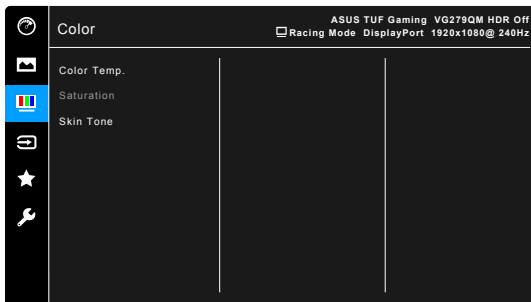 Color
ASUS TUF Gaming VG279QM HDR Off
Racing Mode DisplayPort 1920x1080@ 240Hz
Color Temp.
Saturation
Skin Tone